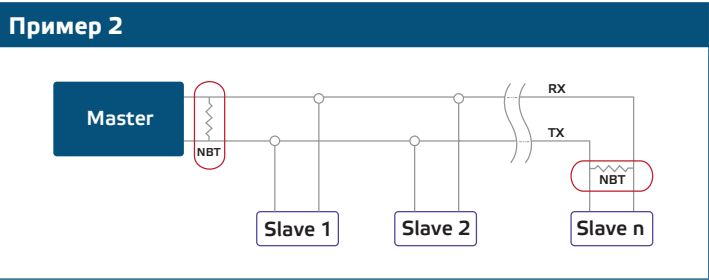 Пример 2
RX
Master
TX
NBT
NBT
Slave 1
Slave 2
Slave n